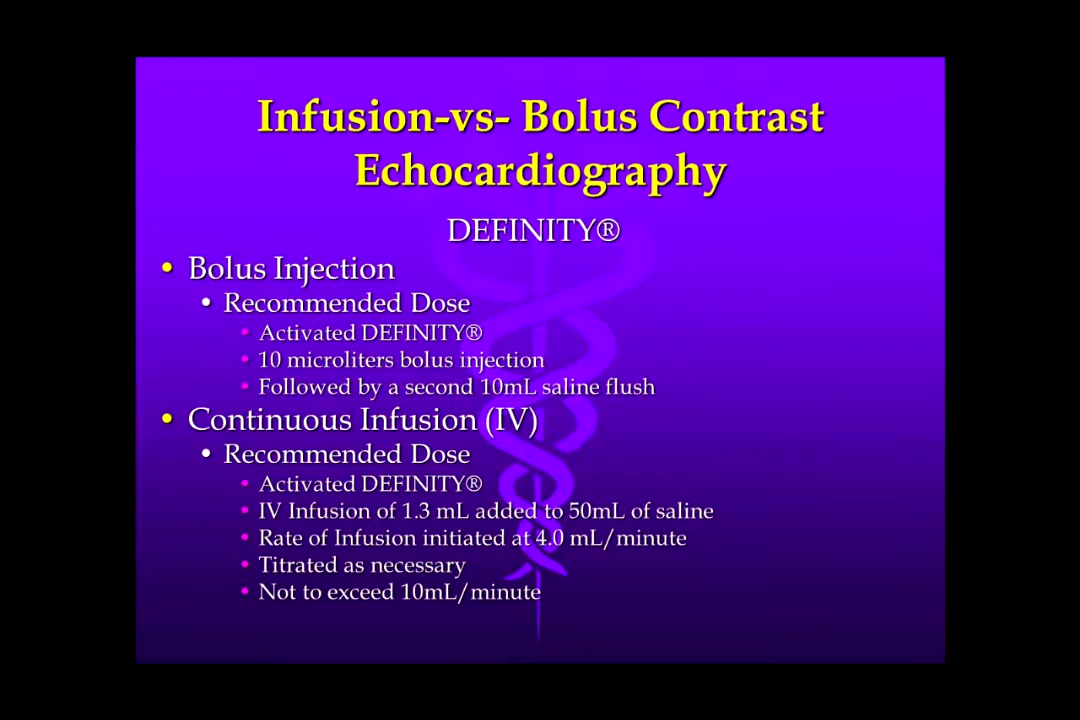 Infusion-vs- Bolus Contrast
Echocardiography
DEFINITY®
• Bolus Injection
• Recommended Dose
• Activated DEFINITY®
• 10 microliters bolus injection
• Followed by a second 10mL saline flush
• Continuous Infusion (IV)
• Recommended Dose
• Activated DEFINITY®
• IV Infusion of 1.3 mL added to 50mL of saline
• Rate of Infusion initiated at 4.0 mL/minute
• Titrated as necessary
• Not to exceed 10mL/minute